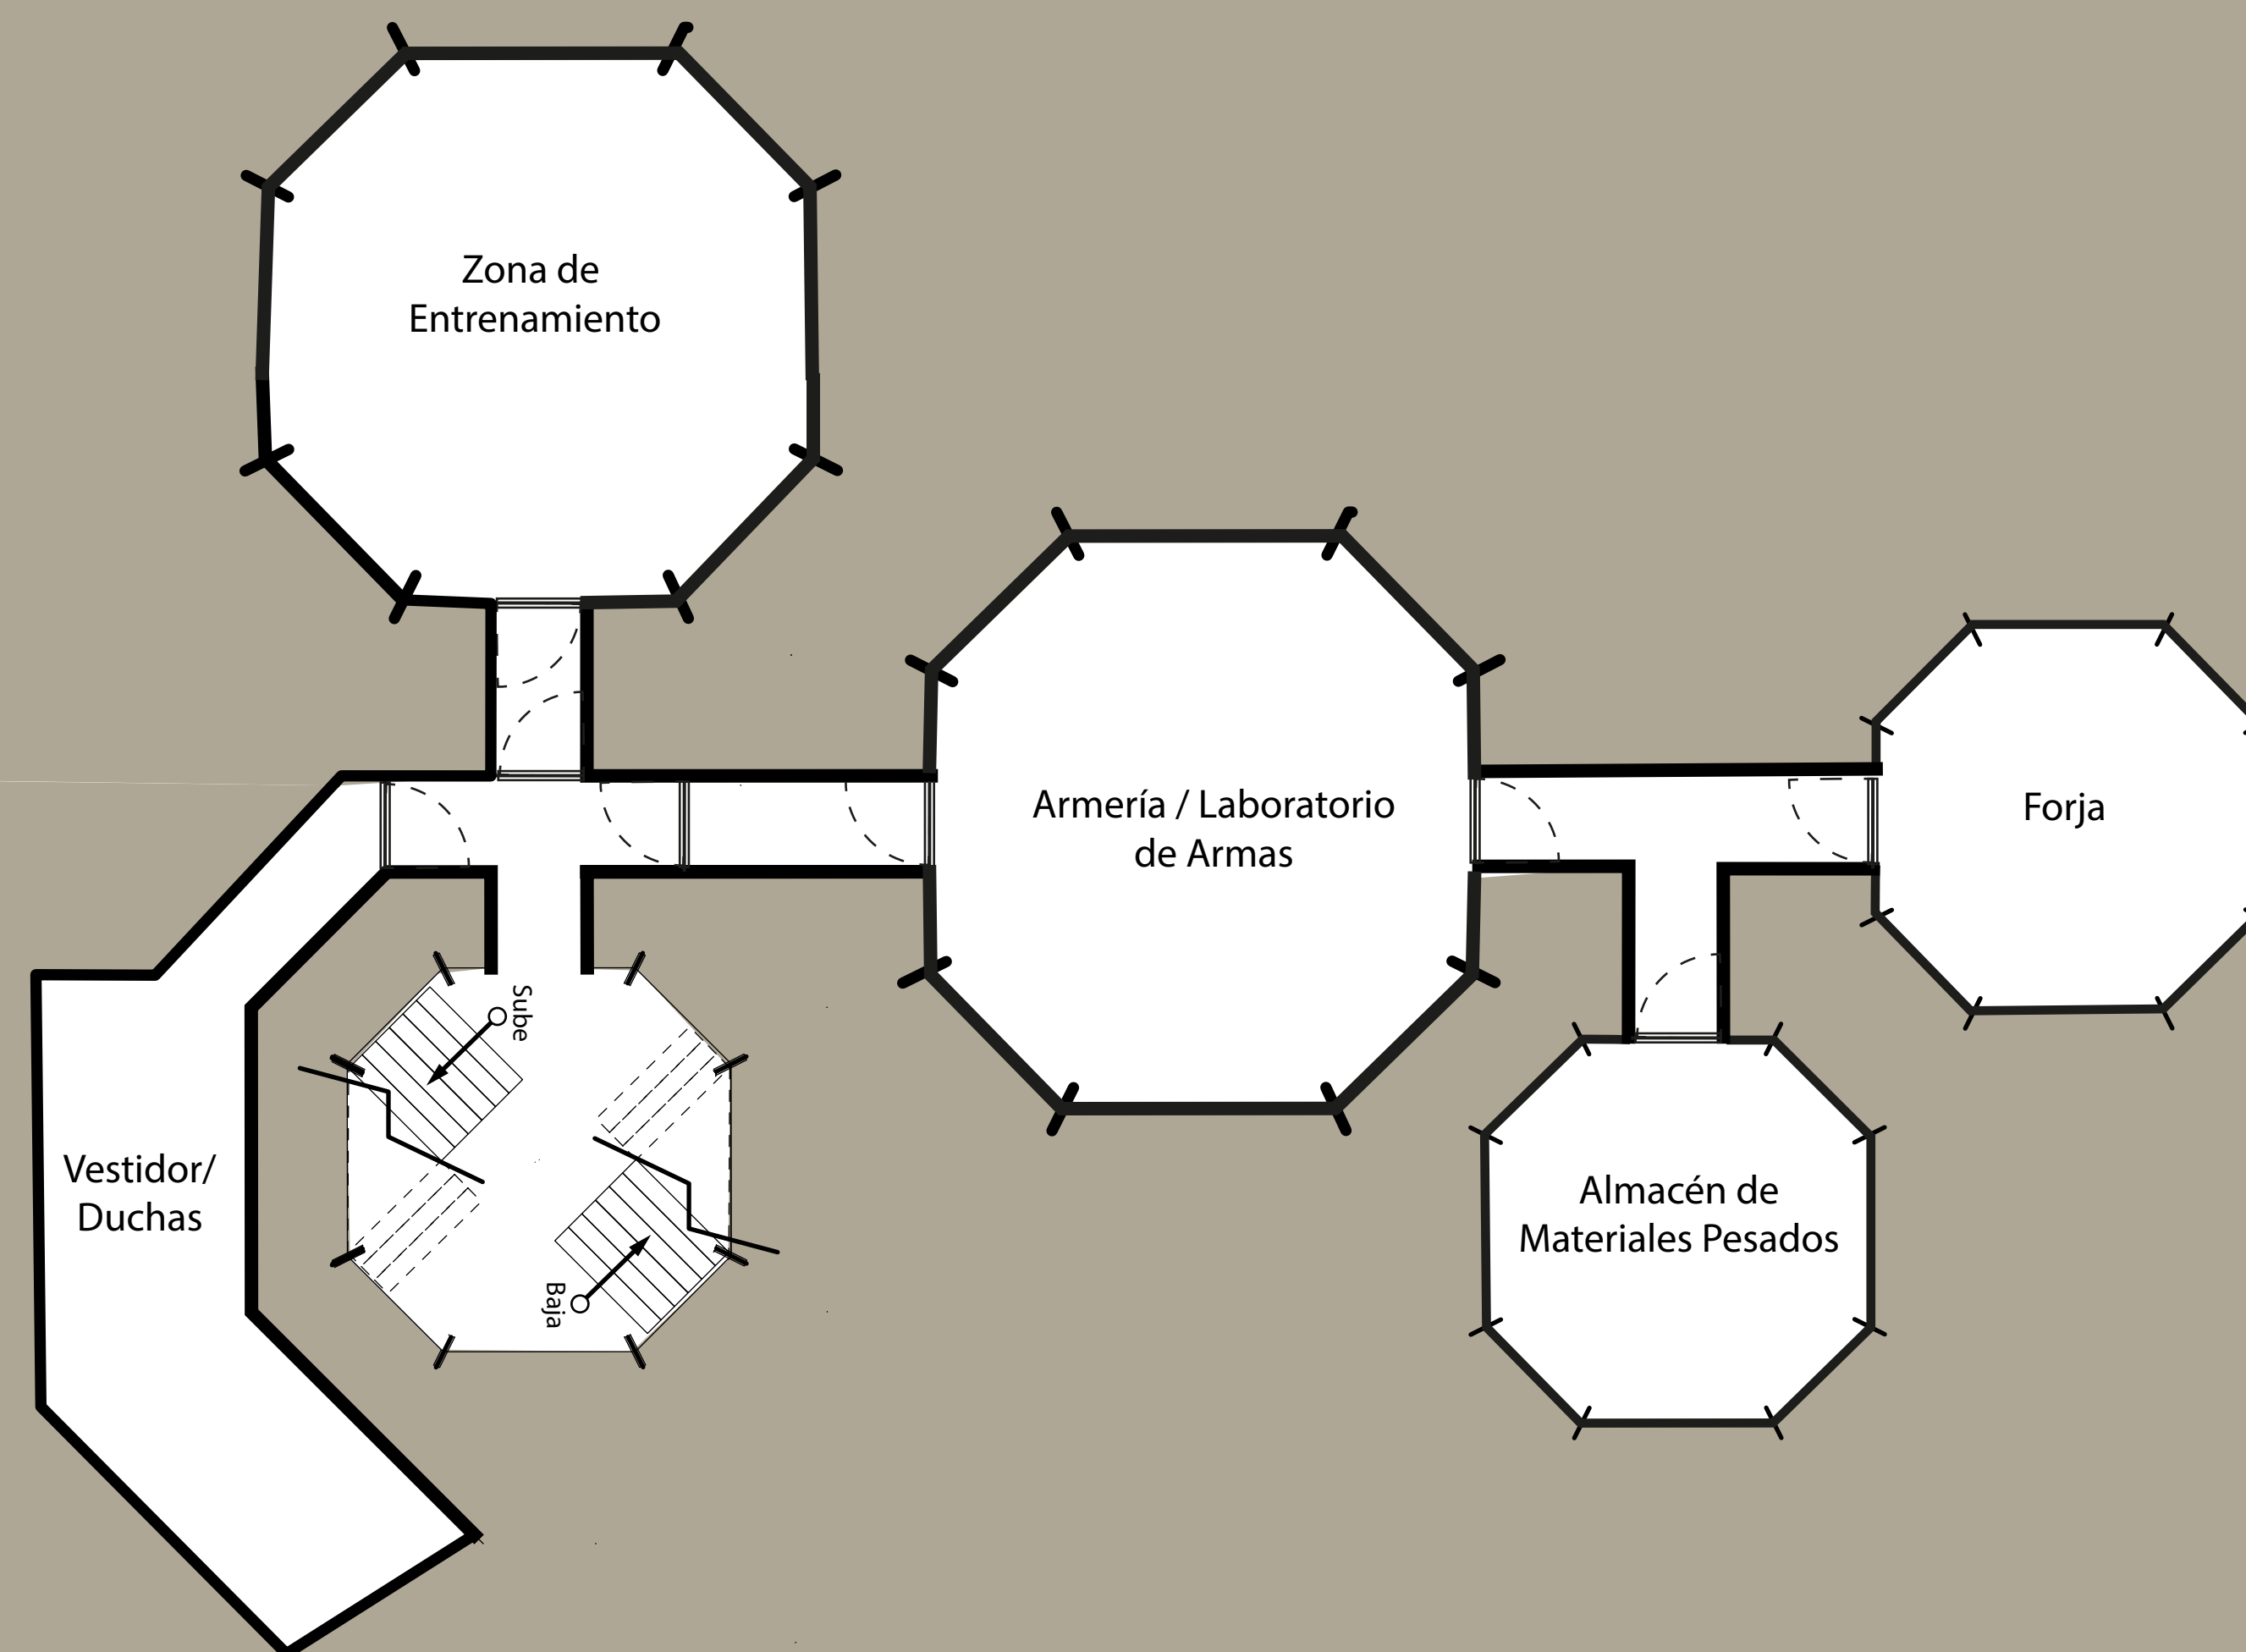 Zona de
Entrenamiento
Armería / Laboratorio
de Armas
Forja
Sube
Vestidor/
Duchas
Almacén de
Materiales Pesados
Baja